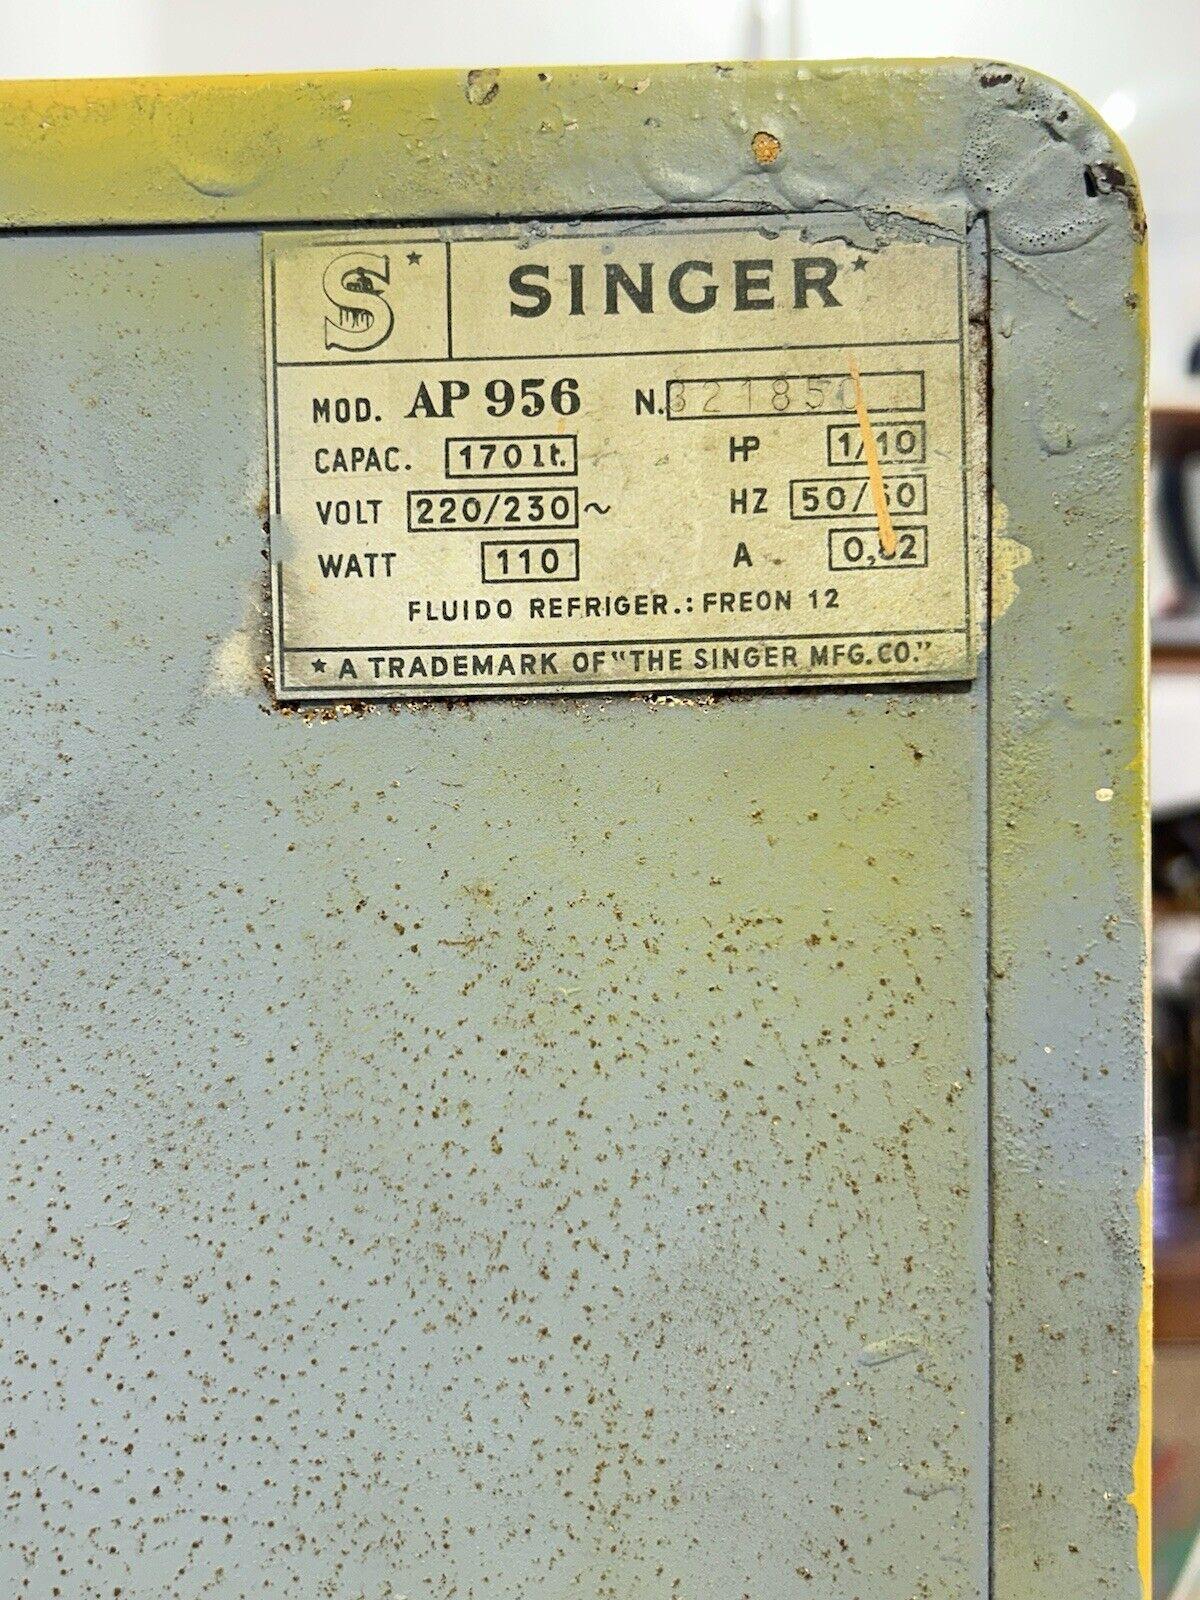 S*
SINGER*
MOD. AP 956 N. 321850
CAPAC. 170 lt. HP 1/10
VOLT 220/230 ~ HZ 50/60
WATT 110 A 0,82
FLUIDO REFRIGER.: FREON 12
* A TRADEMARK OF "THE SINGER MFG. CO."